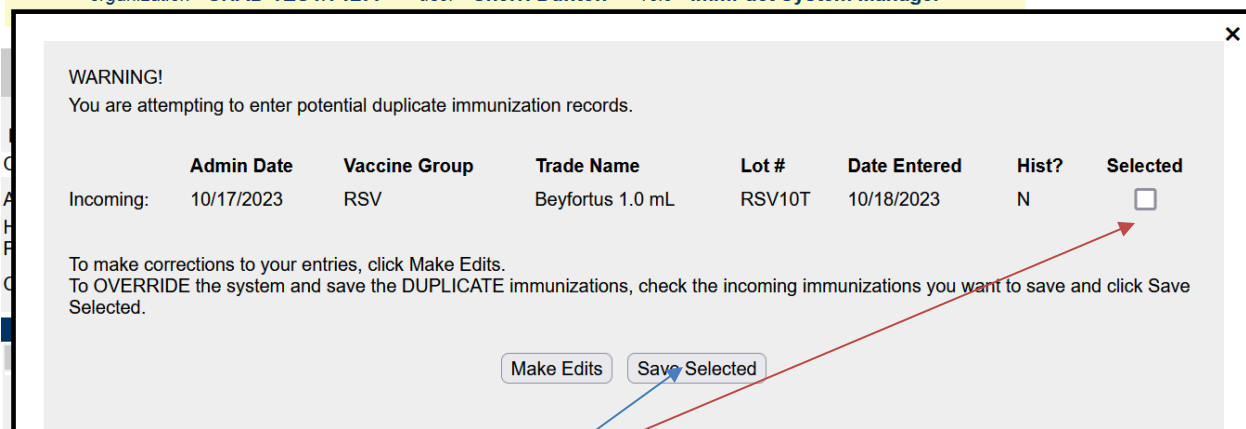 WARNING!
You are attempting to enter potential duplicate immunization records.
Admin Date Vaccine Group Trade Name Lot # Date Entered Hist? Selected
Incoming: 10/17/2023 RSV Beyfortus 1.0 mL RSV10T 10/18/2023 N
To make corrections to your entries, click Make Edits.
To OVERRIDE the system and save the DUPLICATE immunizations, check the incoming immunizations you want to save and click Save
Selected.
Make Edits Save Selected